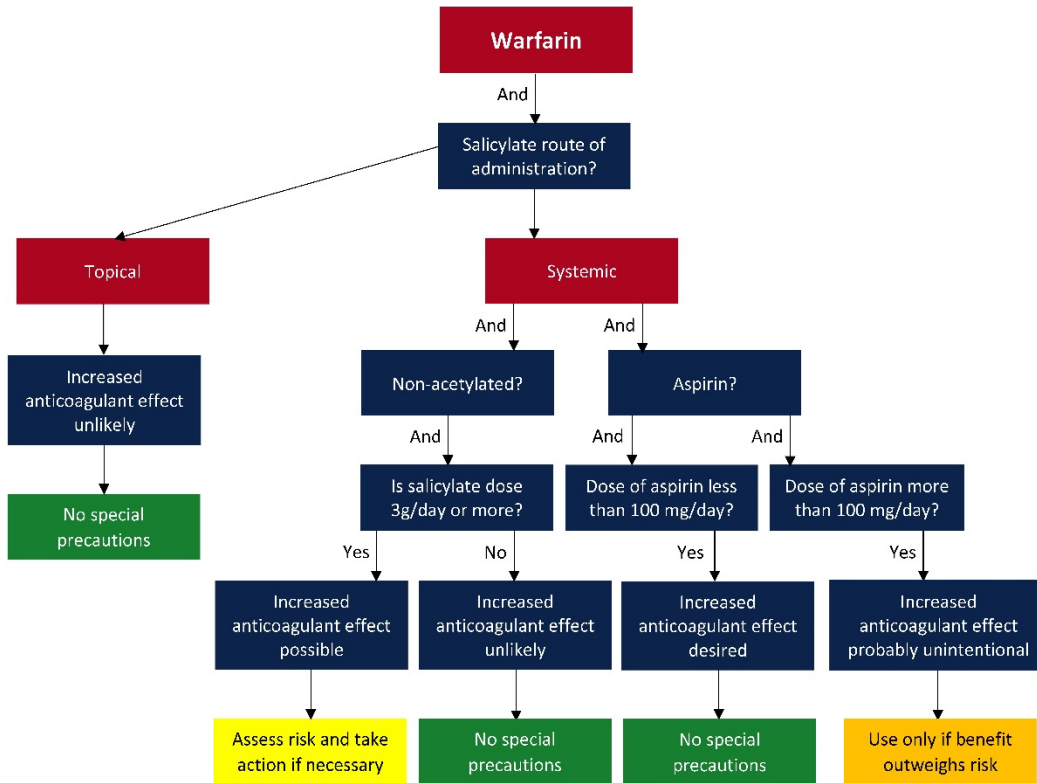 Warfarin
And
Salicylate route of
administration?
Topical
Systemic
And
And
Increased
anticoagulant effect
unlikely
Non-acetylated?
Aspirin?
And
And
And
No special
precautions
Is salicylate dose
3g/day or more?
Dose of aspirin less
than 100 mg/day?
Dose of aspirin more
than 100 mg/day?
Yes
No
Yes
Yes
Increased
anticoagulant effect
possible
Increased
anticoagulant effect
unlikely
Increased
anticoagulant effect
desired
Increased
anticoagulant effect
probably unintentional
Assess risk and take
action if necessary
No special
precautions
No special
precautions
Use only if benefit
outweighs risk